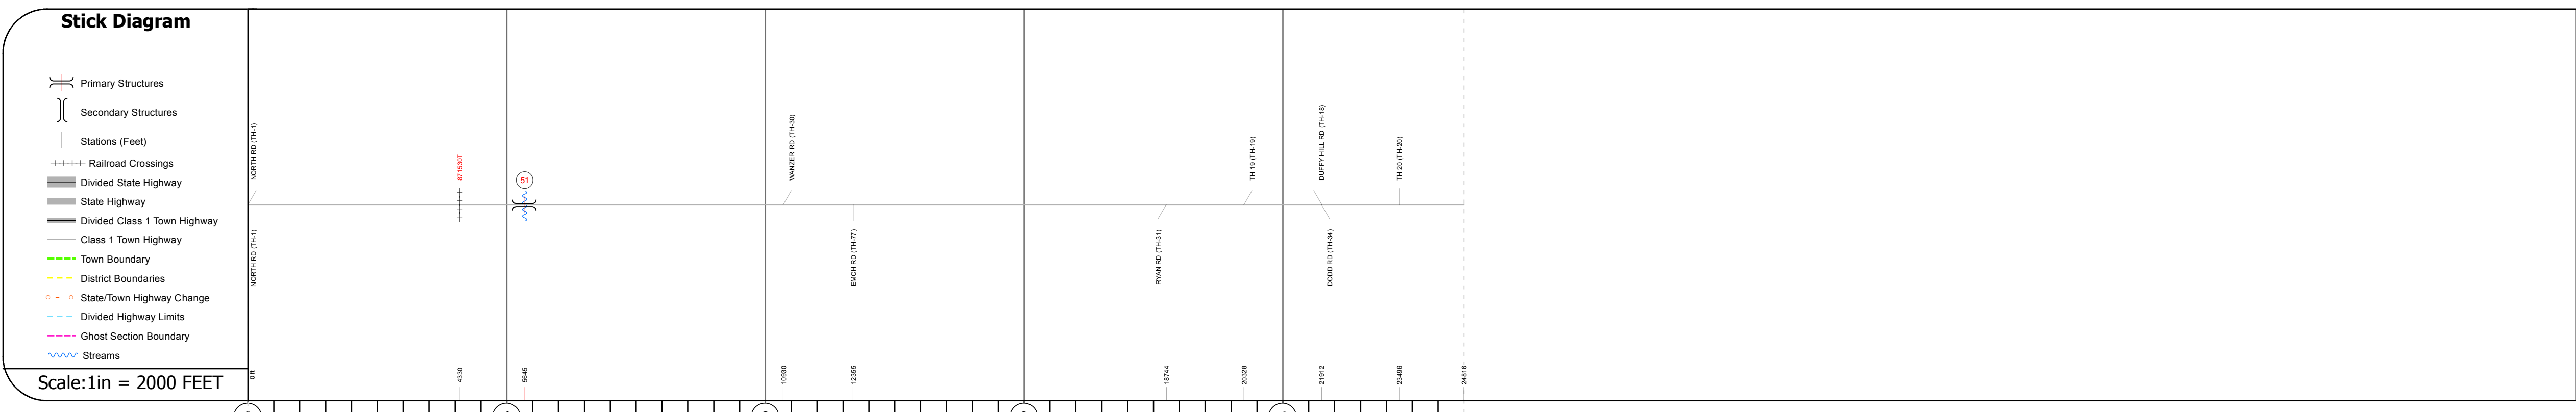 Stick Diagram
Primary Structures
Secondary Structures
Stations (Feet)
Railroad Crossings
Divided State Highway
State Highway
Divided Class 1 Town Highway
Class 1 Town Highway
Town Boundary
District Boundaries
State/Town Highway Change
Divided Highway Limits
Ghost Section Boundary
Streams
Scale:1in = 2000 FEET
NORTH RD (TH-1)
NORTH RD (TH-1)
871530T
51
WANZER RD (TH-30)
EMCH RD (TH-77)
RYAN RD (TH-31)
TH 19 (TH-19)
DUFFY HILL RD (TH-18)
DODD RD (TH-34)
TH 20 (TH-20)
0 ft
4330
5645
10930
12355
18744
20328
21912
23496
24816